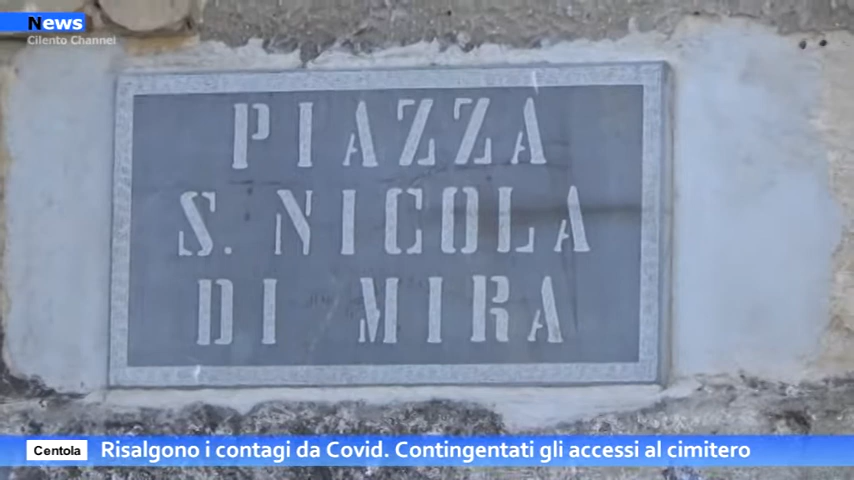 News
Cilento Channel
PIAZZA
S. NICOLA
DI MIRA
Centola Risalgono i contagi da Covid. Contingentati gli accessi al cimitero